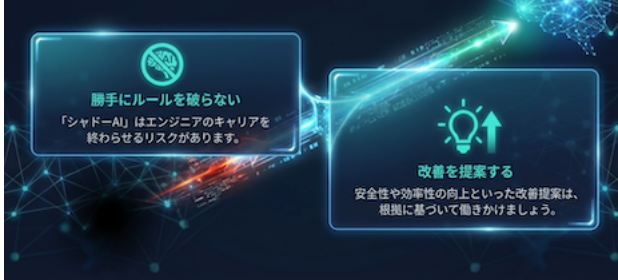 勝手にルールを破らない
「シャドーAI」はエンジニアのキャリアを
終わらせるリスクがあります。
改善を提案する
安全性や効率性の向上といった改善提案は、
根拠に基づいて働きかけましょう。